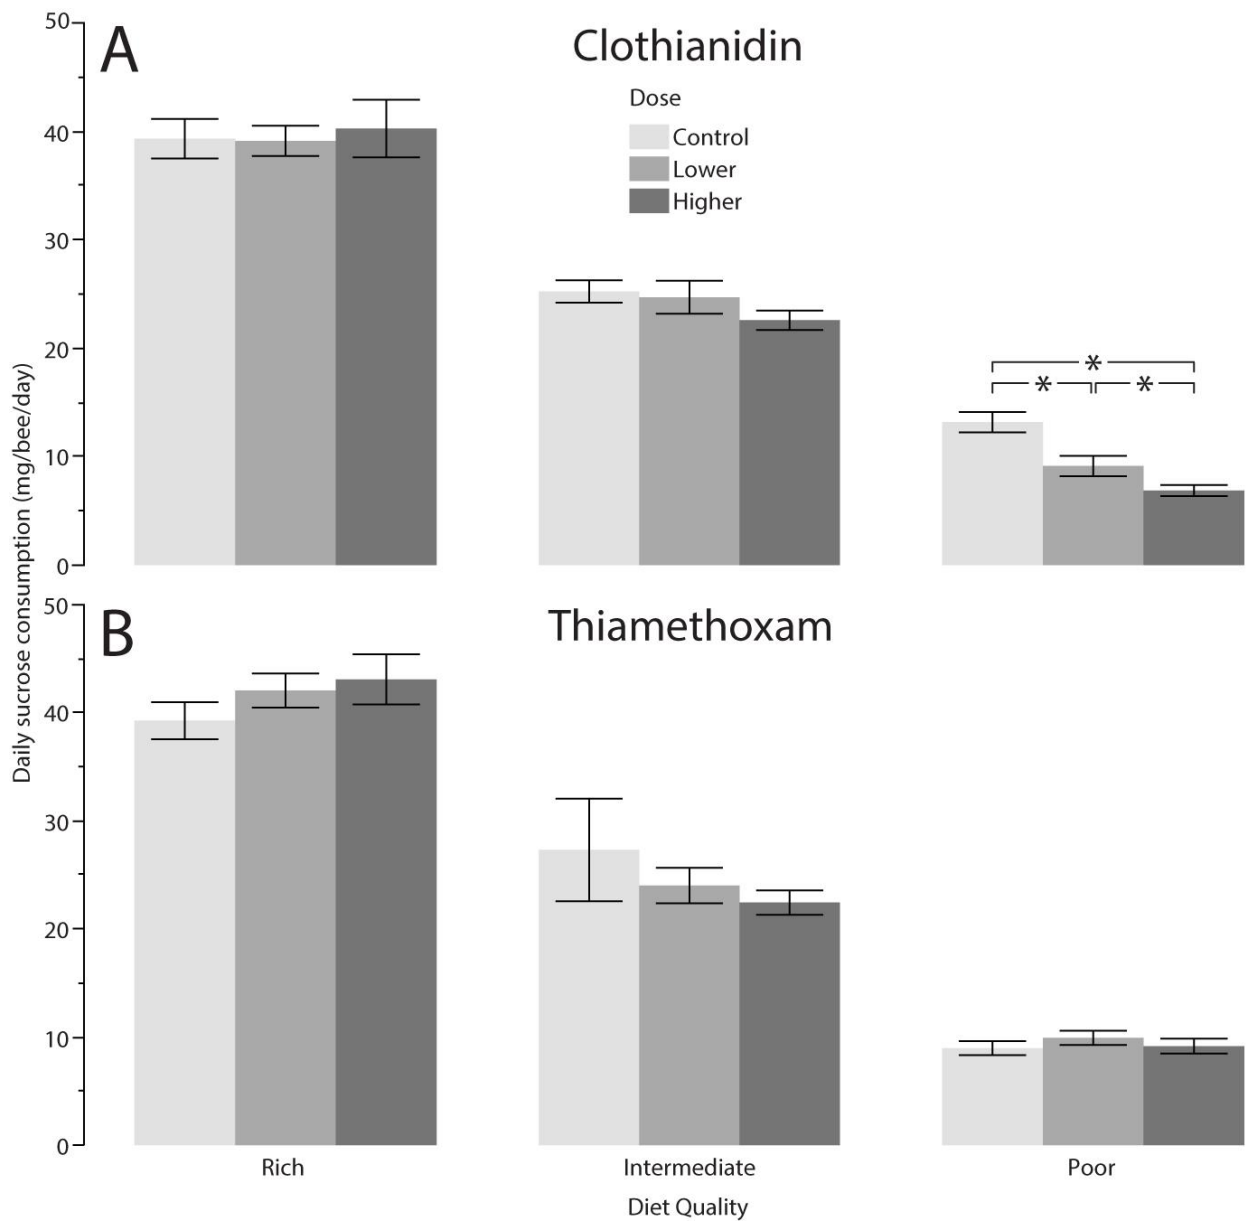 A
Clothianidin
Dose
Control
Lower
Higher
50
40
30
20
10
0
* 
* *
Daily sucrose consumption (mg/bee/day)
B
Thiamethoxam
50
40
30
20
10
0
Rich Intermediate Poor
Diet Quality